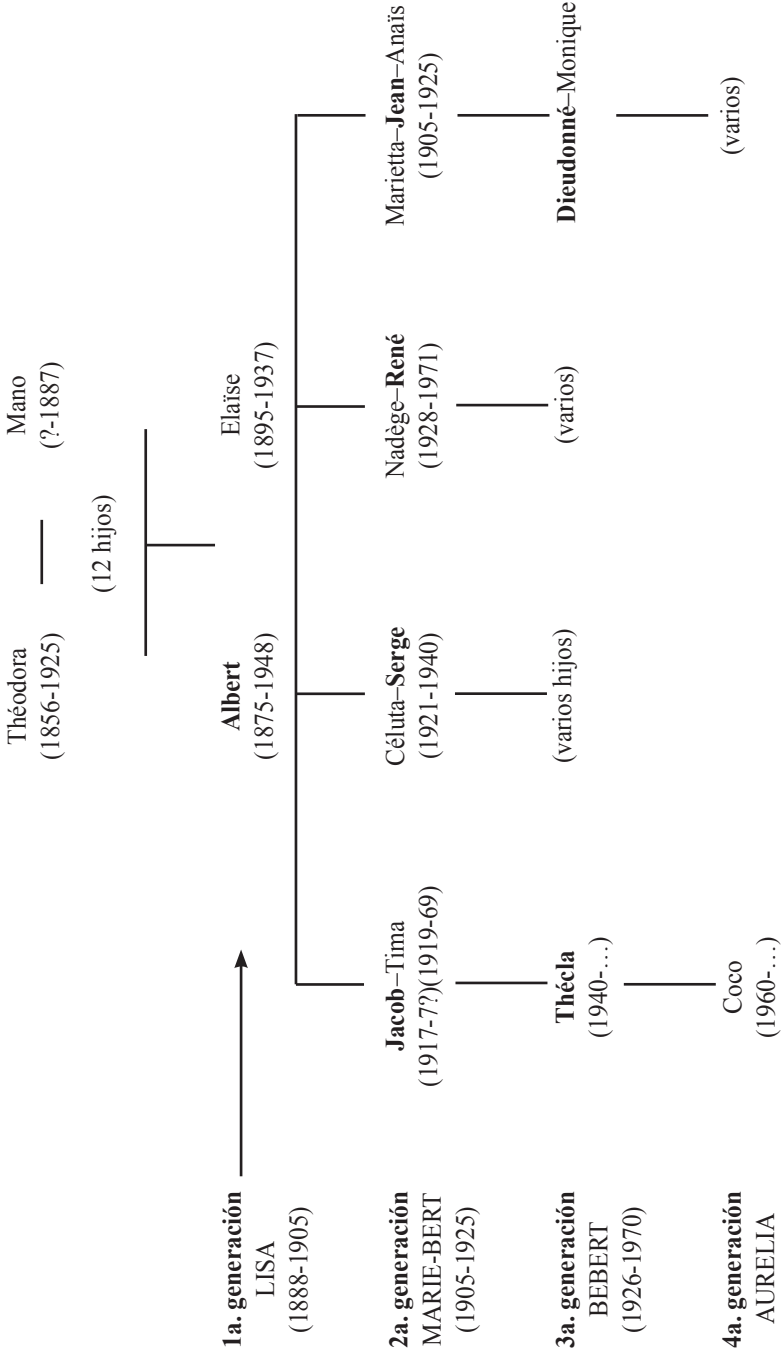 Théodora
(1856-1925)
Mano
(?-1887)
(12 hijos)
1a. generación
LISA
(1888-1905)
Albert
(1875-1948)
Elaïse
(1895-1937)
2a. generación
MARIE-BERT
(1905-1925)
Jacob–Tima
(1917-7?)(1919-69)
Céluta–Serge
(1921-1940)
Nadège–René
(1928-1971)
Marietta–Jean–Anaïs
(1905-1925)
3a. generación
BEBERT
(1926-1970)
Thécla
(1940-…)
(varios hijos)
(varios)
Dieudonné–Monique
4a. generación
AURELIA
Coco
(1960-…)
(varios)